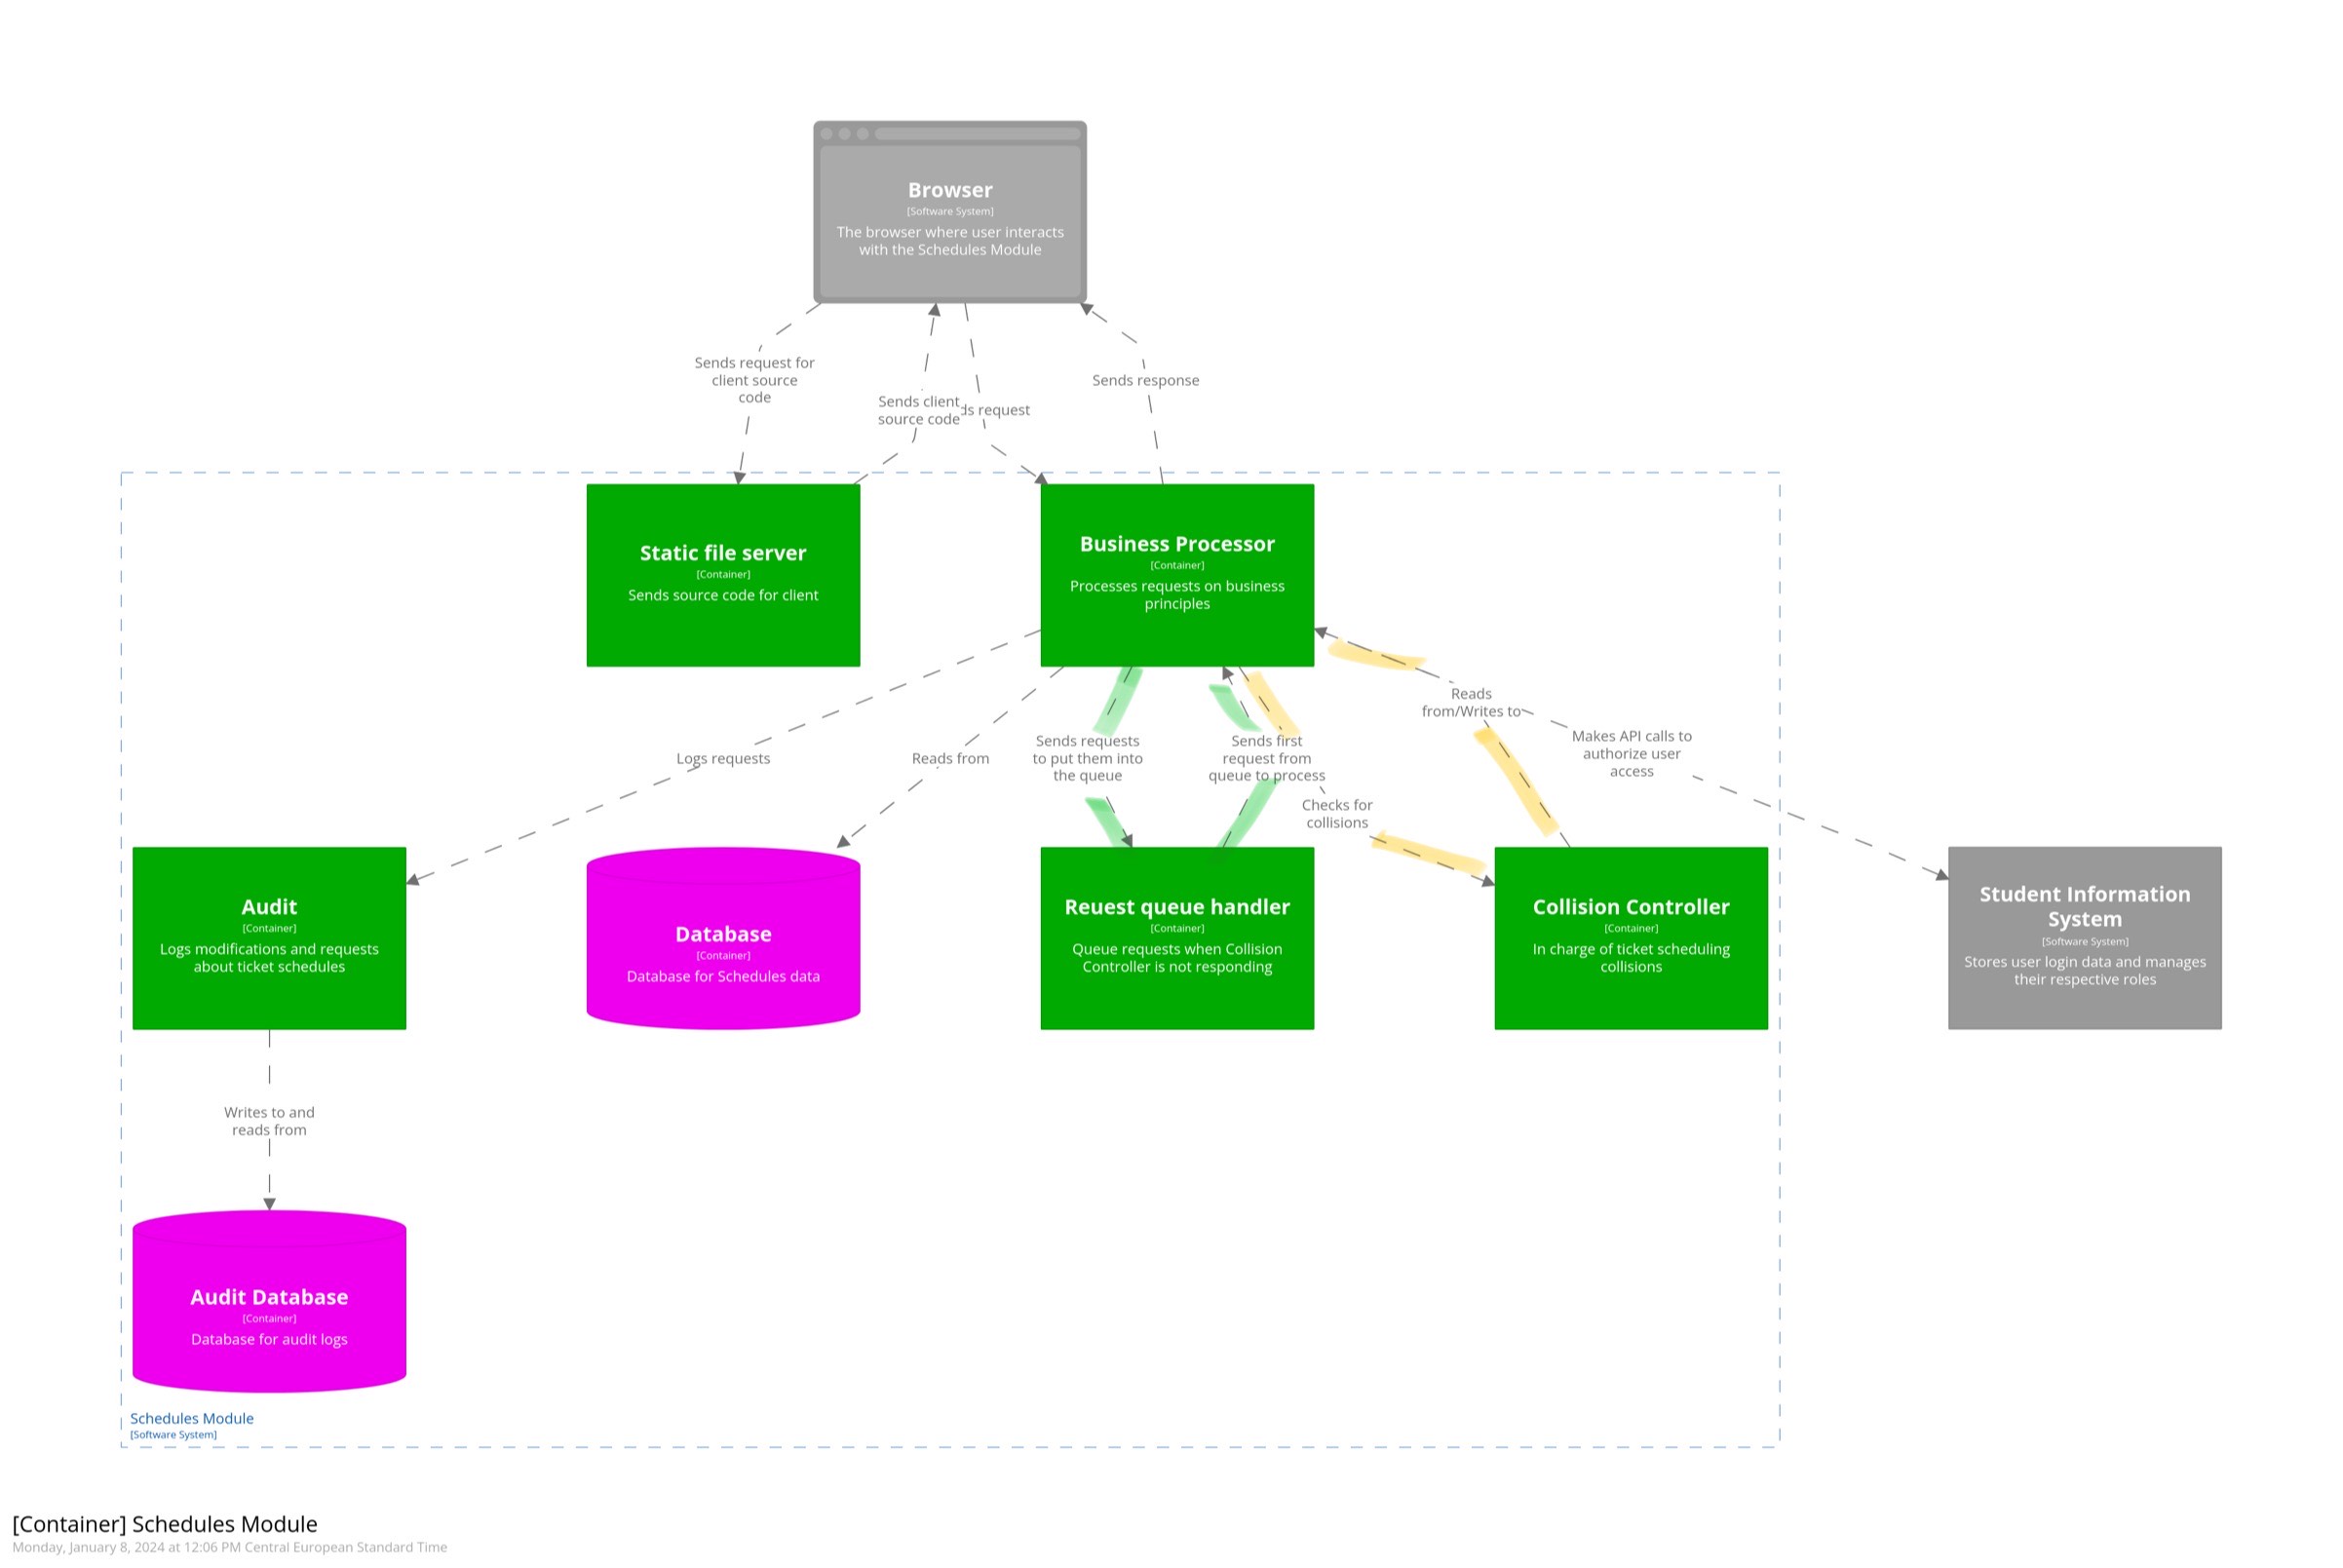 Browser
[Software System]
The browser where user interacts
with the Schedules Module
Sends request for
client source
code
Sends client
source code
ds request
Sends response
Static file server
[Container]
Sends source code for client
Business Processor
[Container]
Processes requests on business
principles
Logs requests
Reads from
Sends requests
to put them into
the queue
Sends first
request from
queue to process
Checks for
collisions
Reads
from/Writes to
Makes API calls to
authorize user
access
Audit
[Container]
Logs modifications and requests
about ticket schedules
Database
[Container]
Database for Schedules data
Reuest queue handler
[Container]
Queue requests when Collision
Controller is not responding
Collision Controller
[Container]
In charge of ticket scheduling
collisions
Student Information
System
[Software System]
Stores user login data and manages
their respective roles
Writes to and
reads from
Audit Database
[Container]
Database for audit logs
Schedules Module
[Software System]
[Container] Schedules Module
Monday, January 8, 2024 at 12:06 PM Central European Standard Time